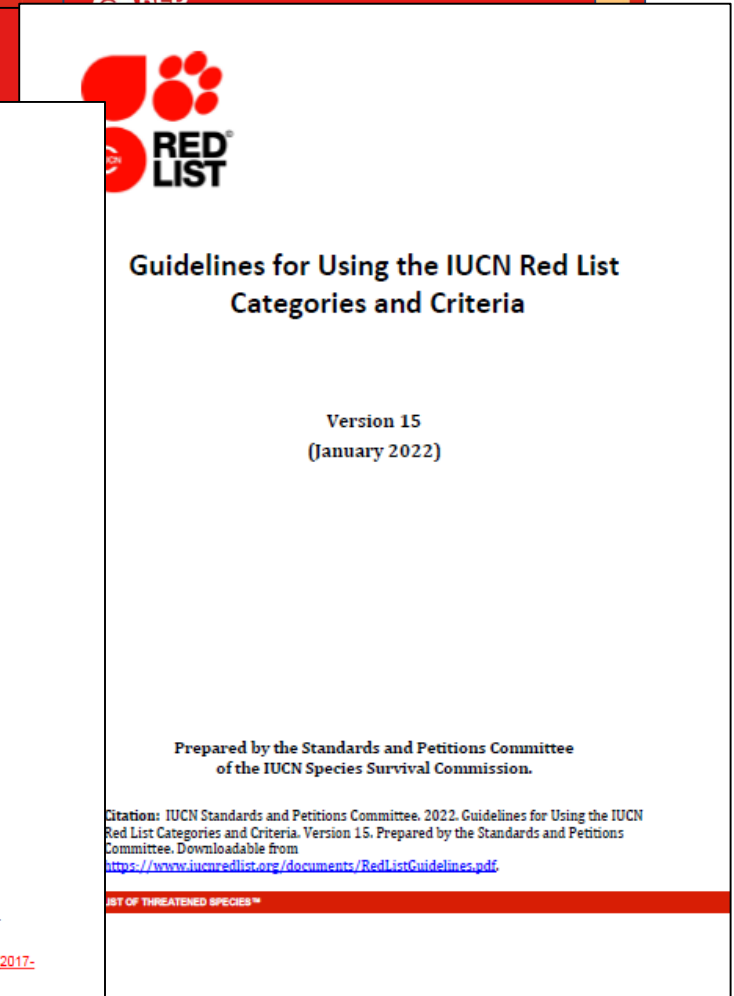 RED
LIST
Guidelines for Using the IUCN Red List
Categories and Criteria
Version 15
(January 2022)
Prepared by the Standards and Petitions Committee
of the IUCN Species Survival Commission.
Citation: IUCN Standards and Petitions Committee. 2022. Guidelines for Using the IUCN
Red List Categories and Criteria. Version 15. Prepared by the Standards and Petitions
Committee. Downloadable from
https://www.iucnredlist.org/documents/RedListGuidelines.pdf.
IST OF THREATENED SPECIES™
2017-